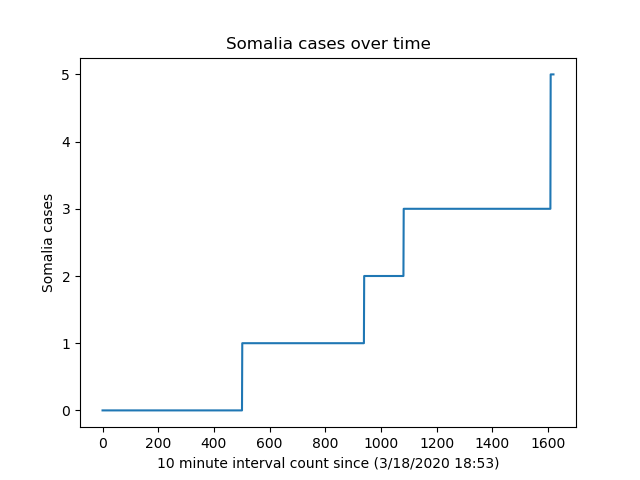 Somalia cases over time
Somalia cases
5
4
3
2
1
0
0 200 400 600 800 1000 1200 1400 1600
10 minute interval count since (3/18/2020 18:53)